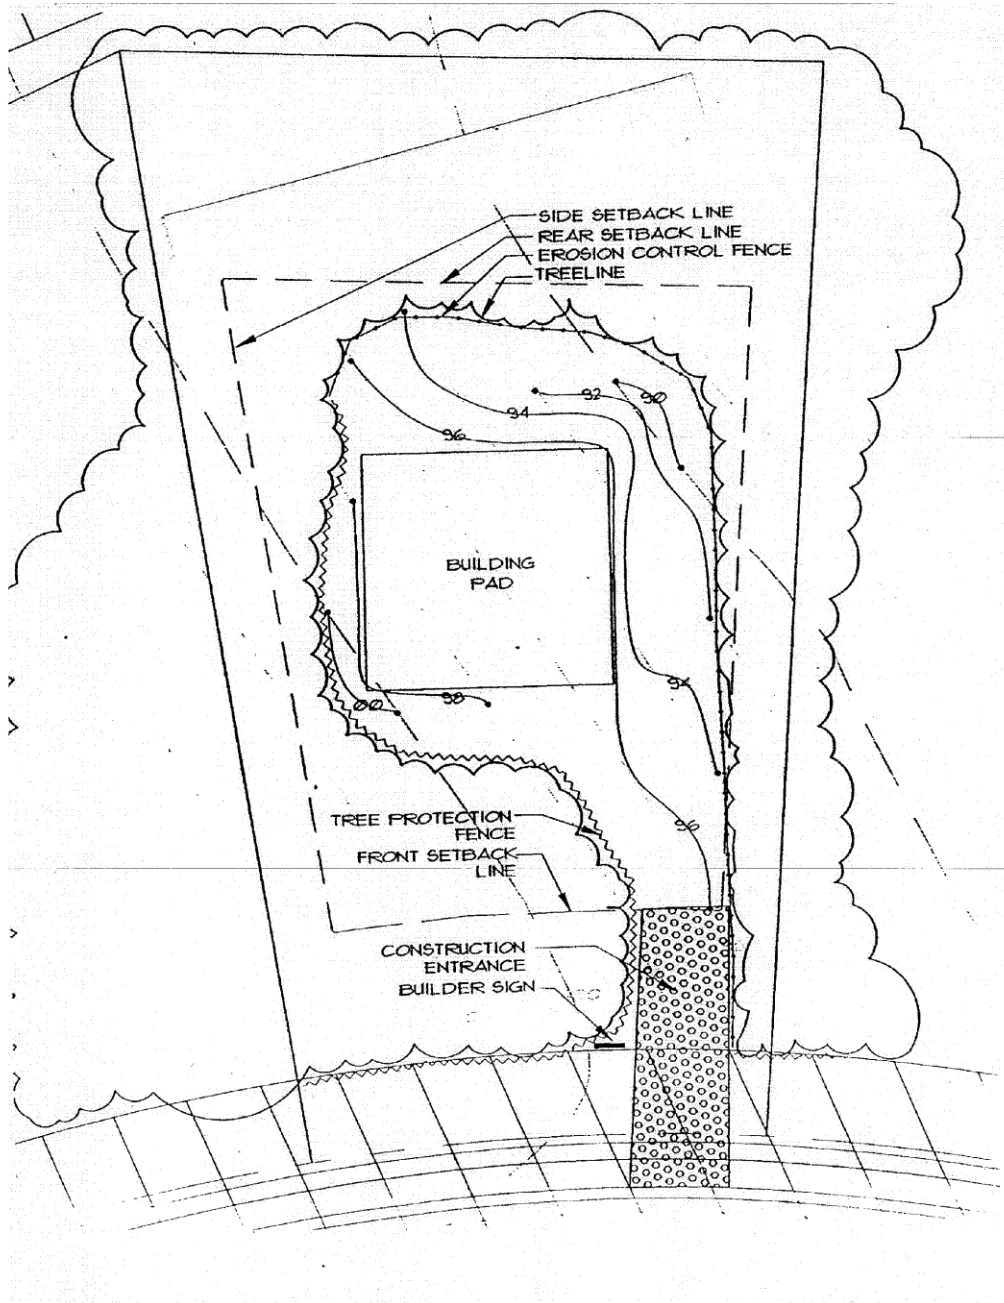 SIDE SETBACK LINE
REAR SETBACK LINE
EROSION CONTROL FENCE
TREELINE
92
90
94
96
BUILDING
PAD
94
98
00
TREE PROTECTION
FENCE
96
FRONT SETBACK
LINE
CONSTRUCTION
ENTRANCE
BUILDER SIGN